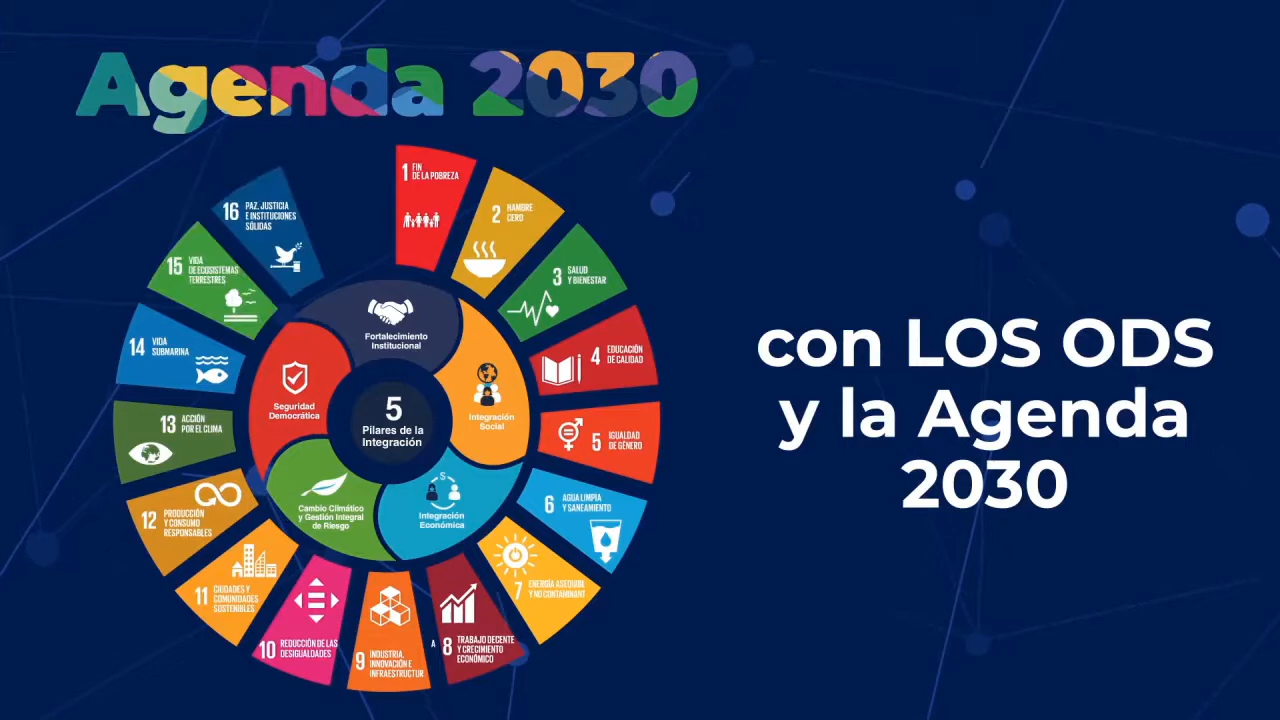 Agenda 2030
1 FIN
DE LA POBREZA
2 HAMBRE
CERO
3 SALUD
Y BIENESTAR
4 EDUCACIÓN
DE CALIDAD
5 IGUALDAD
DE GÉNERO
6 AGUA LIMPIA
Y SANEAMIENTO
7 ENERGÍA ASEQUIBLE
Y NO CONTAMINANT
A 8 TRABAJO DECENTE
Y CRECIMIENTO
ECONÓMICO
9 INDUSTRIA,
INNOVACIÓN E
INFRAESTRUCTUR
10 REDUCCIÓN DE LAS
DESIGUALDADES
11 CIUDADES Y
COMUNIDADES
SOSTENIBLES
12 PRODUCCIÓN
Y CONSUMO
RESPONSABLES
13 ACCIÓN
POR EL CLIMA
14 VIDA
SUBMARINA
15 VIDA
DE ECOSISTEMAS
TERRESTRES
16 PAZ, JUSTICIA
E INSTITUCIONES
SÓLIDAS
Fortalecimiento
Institucional
Integración
Social
$
Integración
Económica
Cambio Climático
y Gestión Integral
de Riesgo
Seguridad
Democrática
5
Pilares de la
Integración
con LOS ODS
y la Agenda
2030